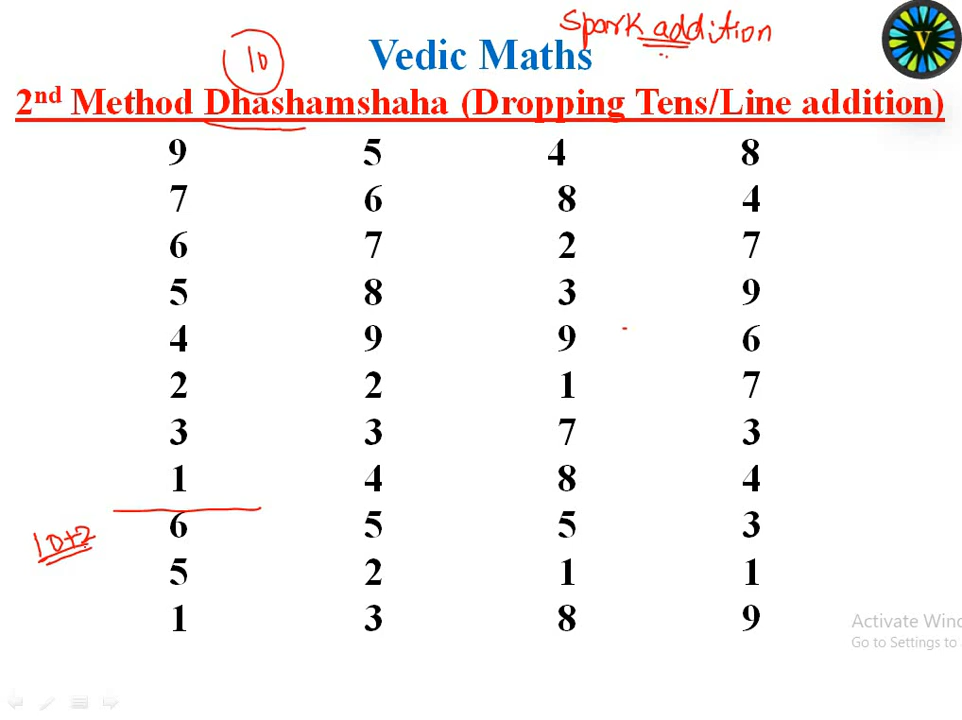 Spark addition
10
Vedic Maths
V
2nd Method Dhashamshaha (Dropping Tens/Line addition)
9 5 4 8
7 6 8 4
6 7 2 7
5 8 3 9
4 9 9 6
2 2 1 7
3 3 7 3
1 4 8 4
6 5 5 3
10+2
5 2 1 1
1 3 8 9
Activate Winc
Go to Settings to